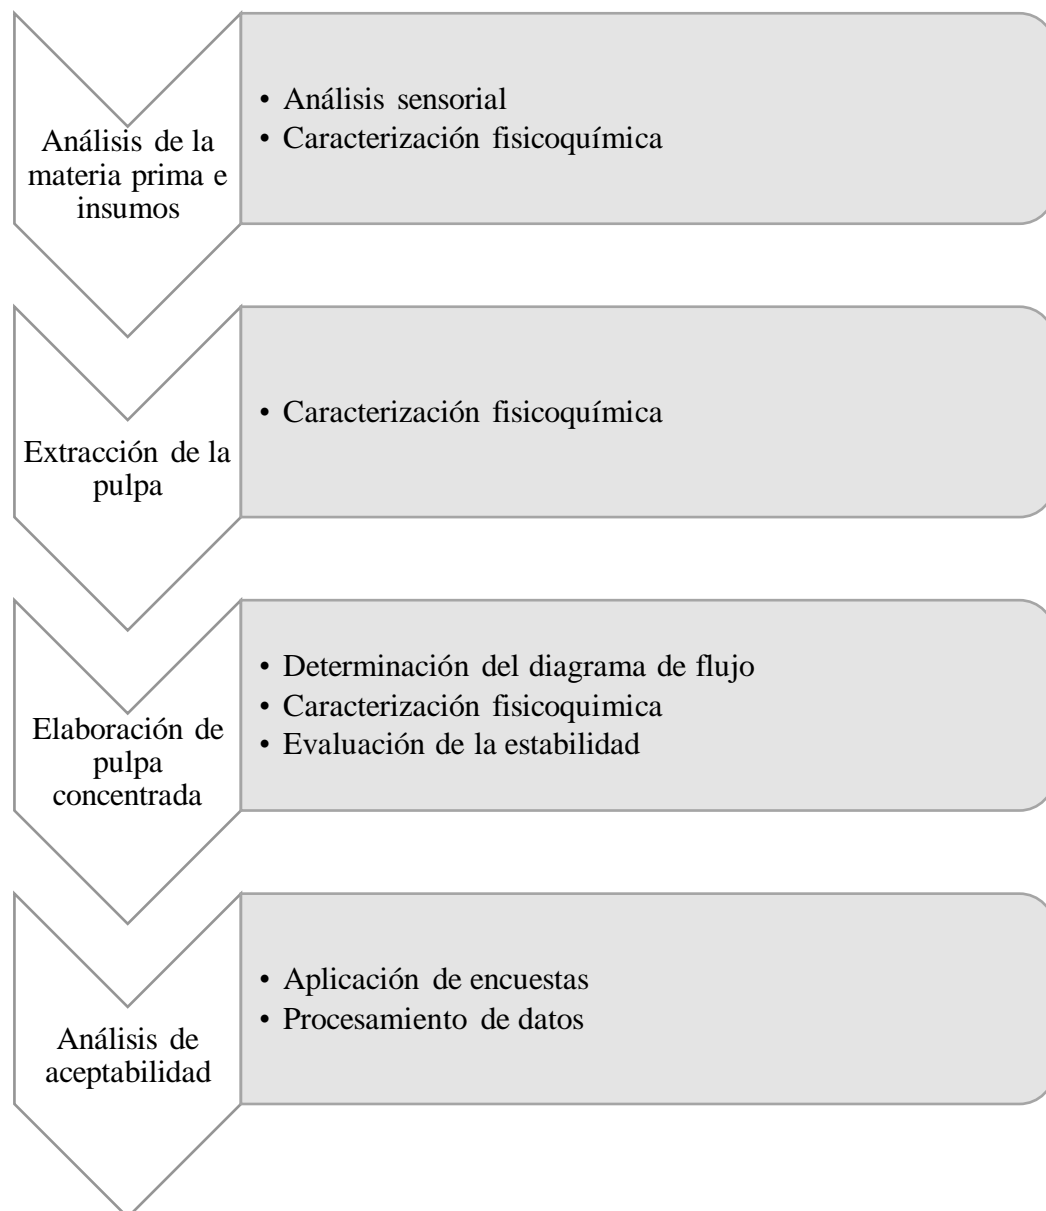 Análisis de la
materia prima e
insumos
• Análisis sensorial
• Caracterización fisicoquímica
Extracción de la
pulpa
• Caracterización fisicoquímica
Elaboración de
pulpa
concentrada
• Determinación del diagrama de flujo
• Caracterización fisicoquimica
• Evaluación de la estabilidad
Análisis de
aceptabilidad
• Aplicación de encuestas
• Procesamiento de datos